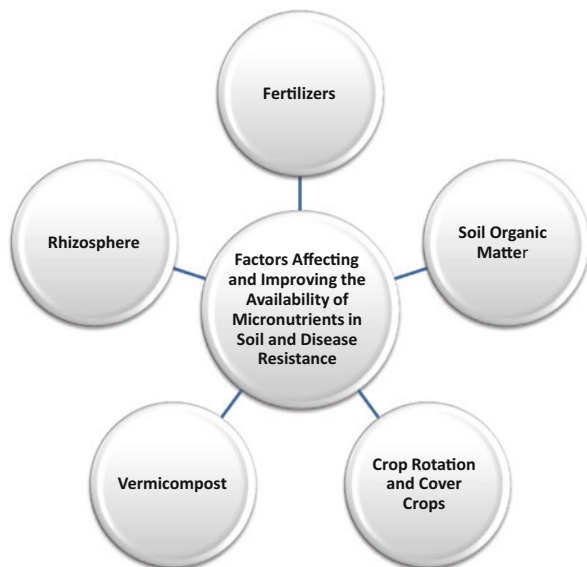 Fertilizers
Rhizosphere
Soil Organic
Matter
Factors Affecting
and Improving the
Availability of
Micronutrients in
Soil and Disease
Resistance
Vermicompost
Crop Rotation
and Cover
Crops